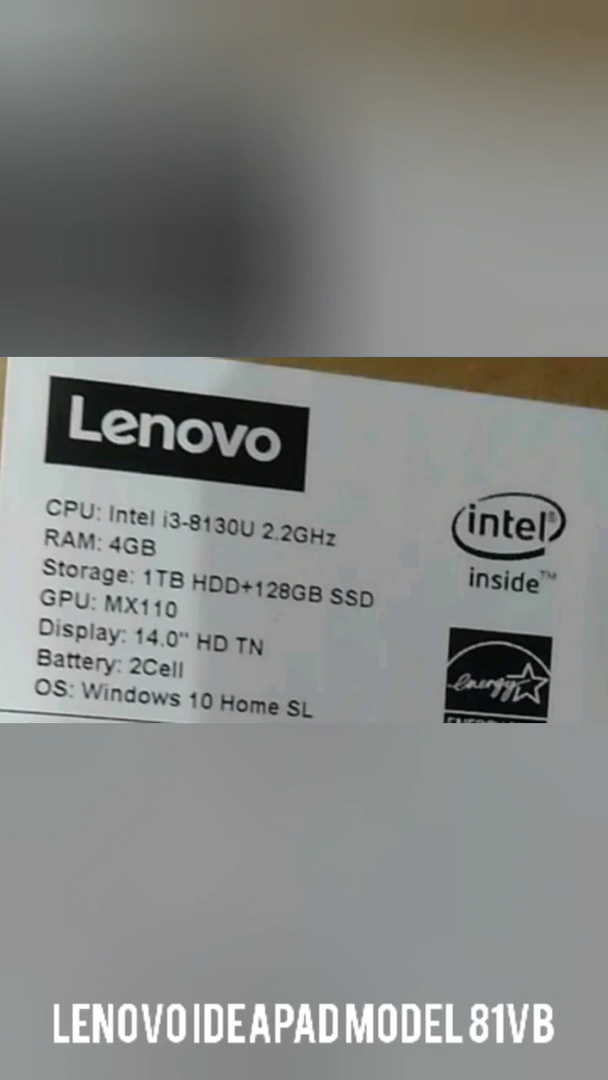 Lenovo
CPU: Intel i3-8130U 2.2GHz
RAM: 4GB
Storage: 1TB HDD+128GB SSD
GPU: MX110
Display: 14.0" HD TN
Battery: 2Cell
OS: Windows 10 Home SL
intel®
inside™
energy
LENOVO IDEAPAD MODEL 81VB